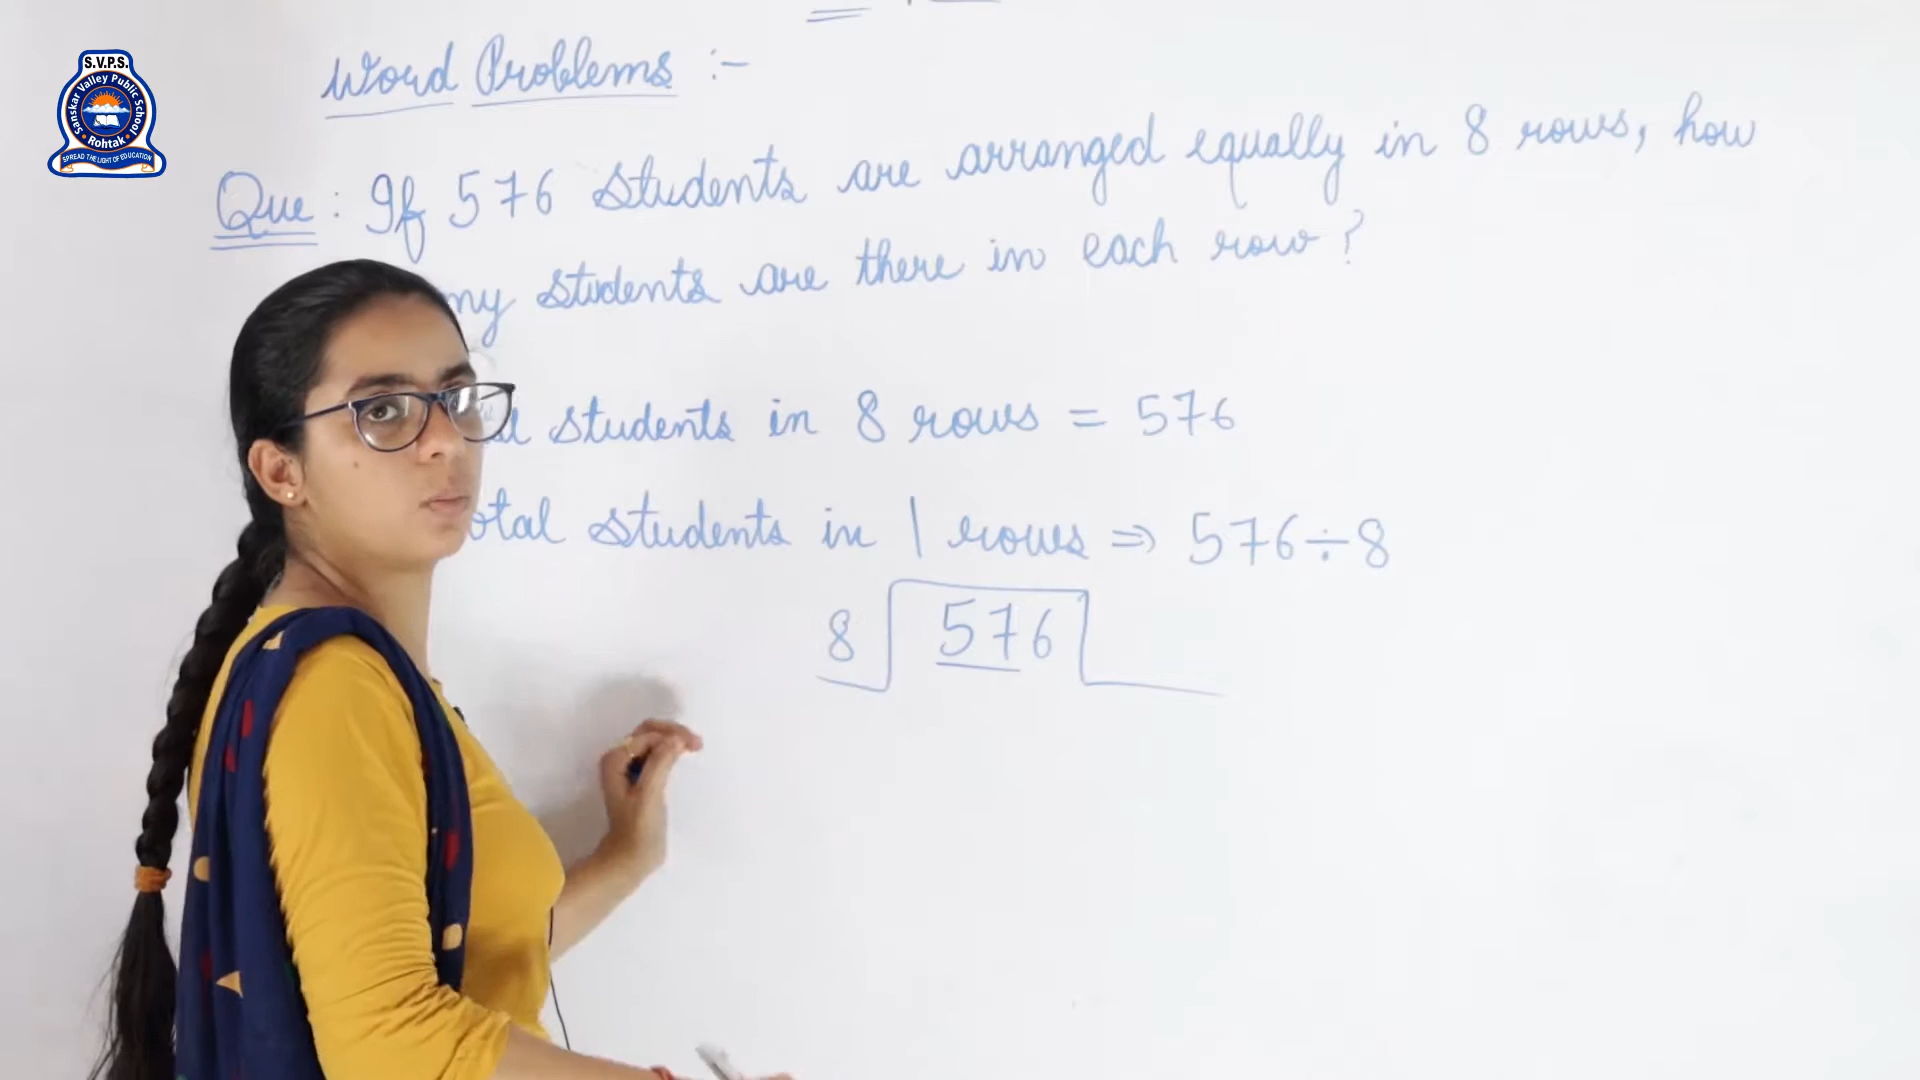 S.V.P.S.
Sanskar Valley Public School
Rohtak
SPREAD THE LIGHT OF EDUCATION
Word Problems :-
Que : If 576 students are arranged equally in 8 rows, how
my students are there in each row?
students in 8 rows = 576
otal students in 1 rows ⇒ 576÷8
8 576